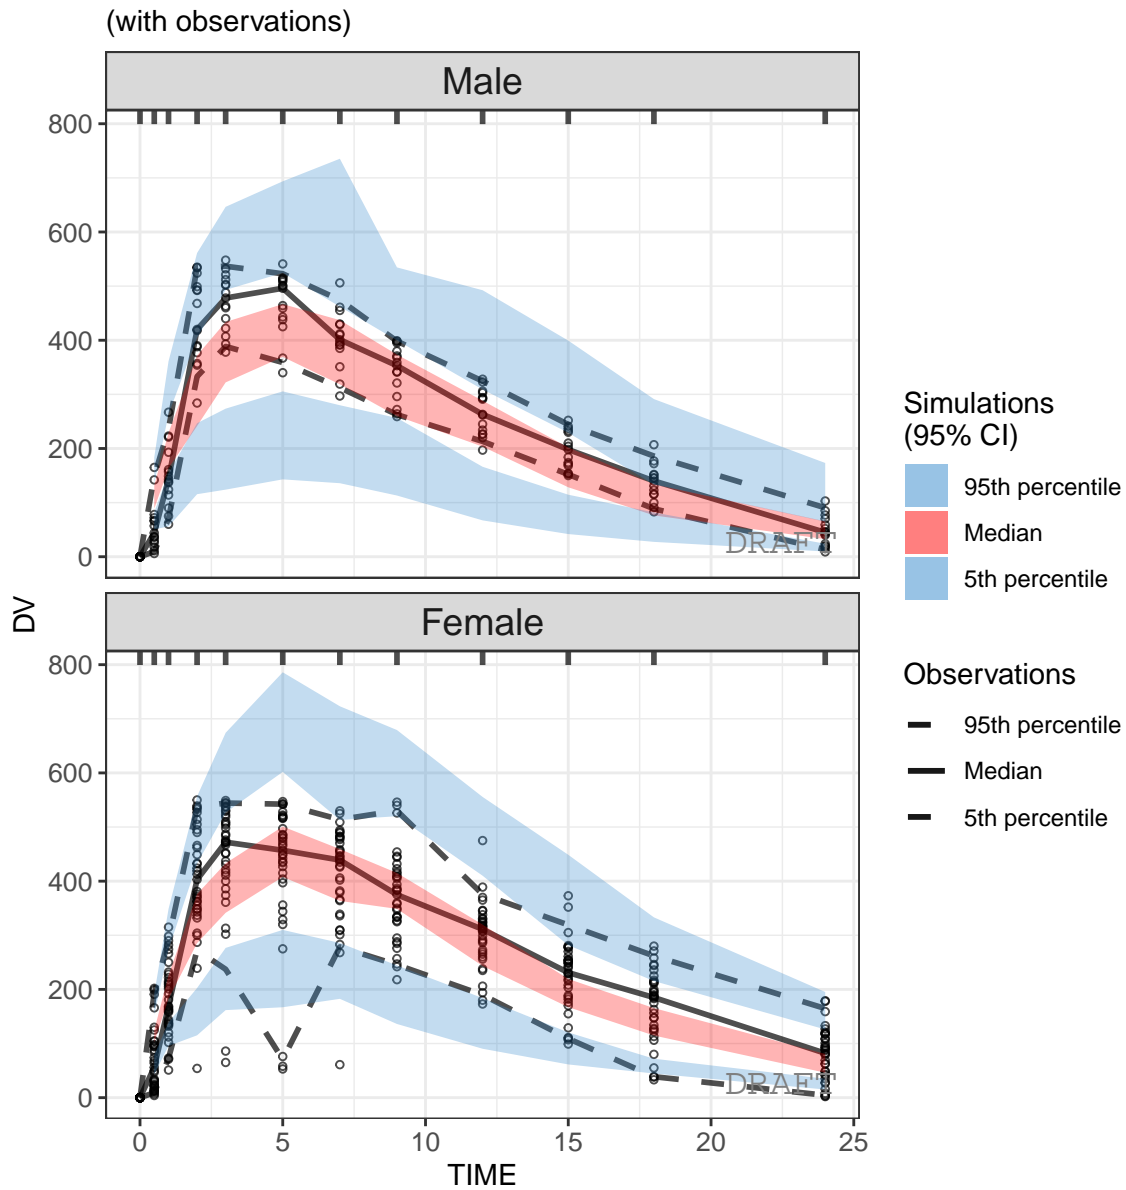 (with observations)
Male
800
600
400
200
0
DRAFT
DV
Female
800
600
400
200
0
DRAFT
0 5 10 15 20 25
TIME
Simulations
(95% CI)
95th percentile
Median
5th percentile
Observations
95th percentile
Median
5th percentile